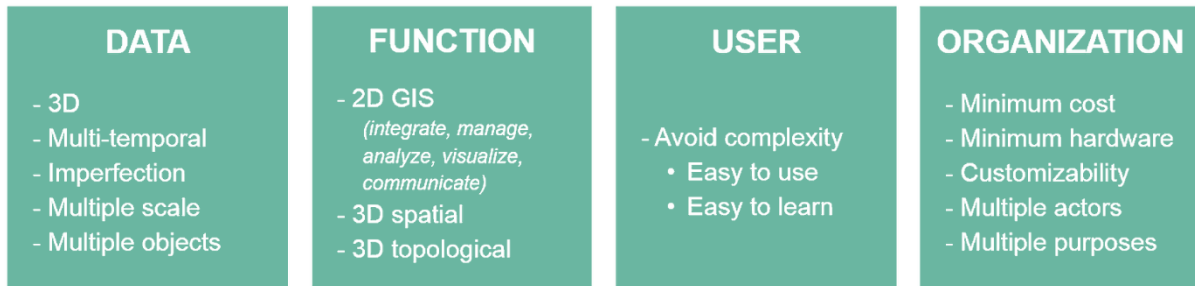 DATA
- 3D
- Multi-temporal
- Imperfection
- Multiple scale
- Multiple objects
FUNCTION
- 2D GIS
(integrate, manage,
analyze, visualize,
communicate)
- 3D spatial
- 3D topological
USER
- Avoid complexity
• Easy to use
• Easy to learn
ORGANIZATION
- Minimum cost
- Minimum hardware
- Customizability
- Multiple actors
- Multiple purposes